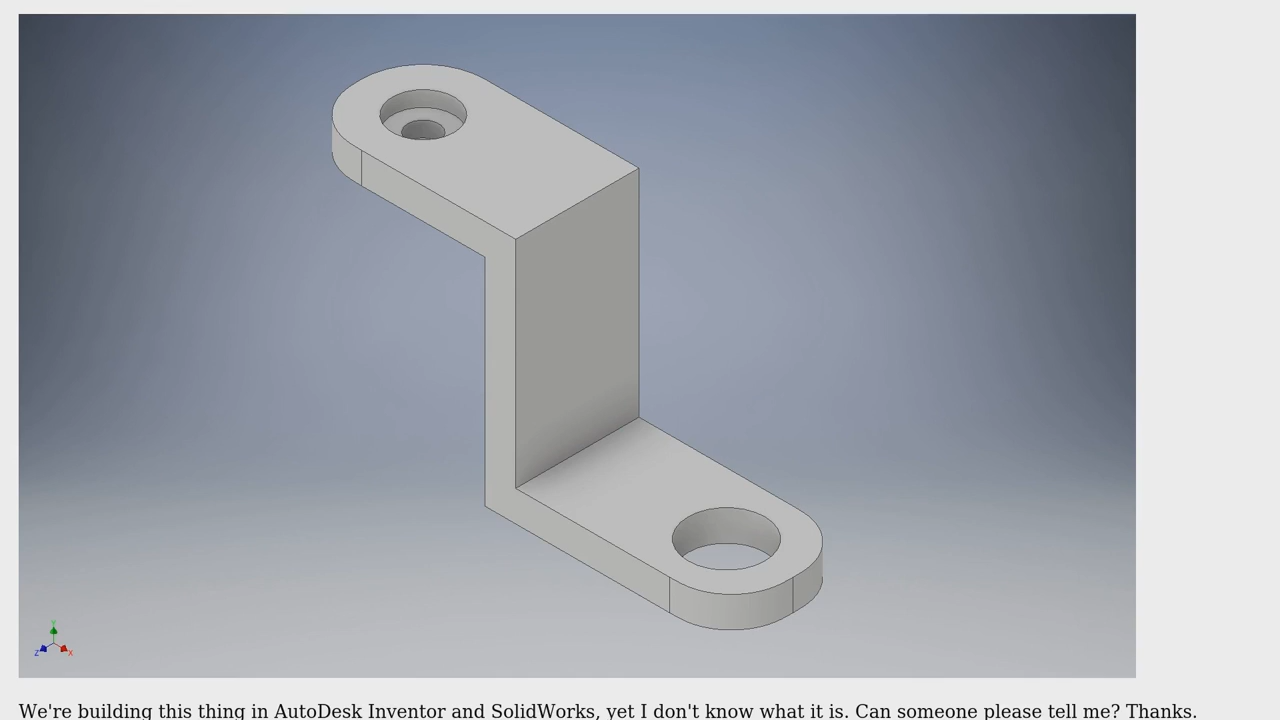 Y
Z
X
We're building this thing in AutoDesk Inventor and SolidWorks, yet I don't know what it is. Can someone please tell me? Thanks.